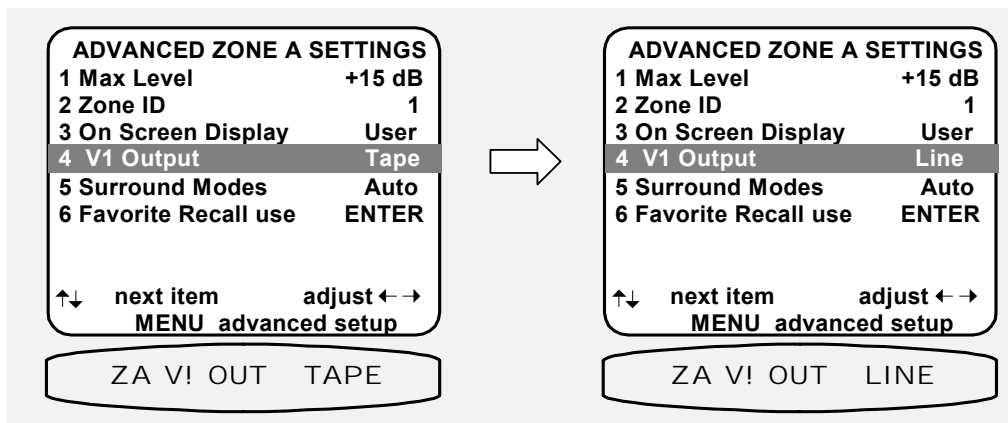 ADVANCED ZONE A SETTINGS
1 Max Level +15 dB
2 Zone ID 1
3 On Screen Display User
4 V1 Output Tape
5 Surround Modes Auto
6 Favorite Recall use ENTER
↑↓ next item adjust ←→
MENU advanced setup
ZA V! OUT TAPE
ADVANCED ZONE A SETTINGS
1 Max Level +15 dB
2 Zone ID 1
3 On Screen Display User
4 V1 Output Line
5 Surround Modes Auto
6 Favorite Recall use ENTER
↑↓ next item adjust ←→
MENU advanced setup
ZA V! OUT LINE